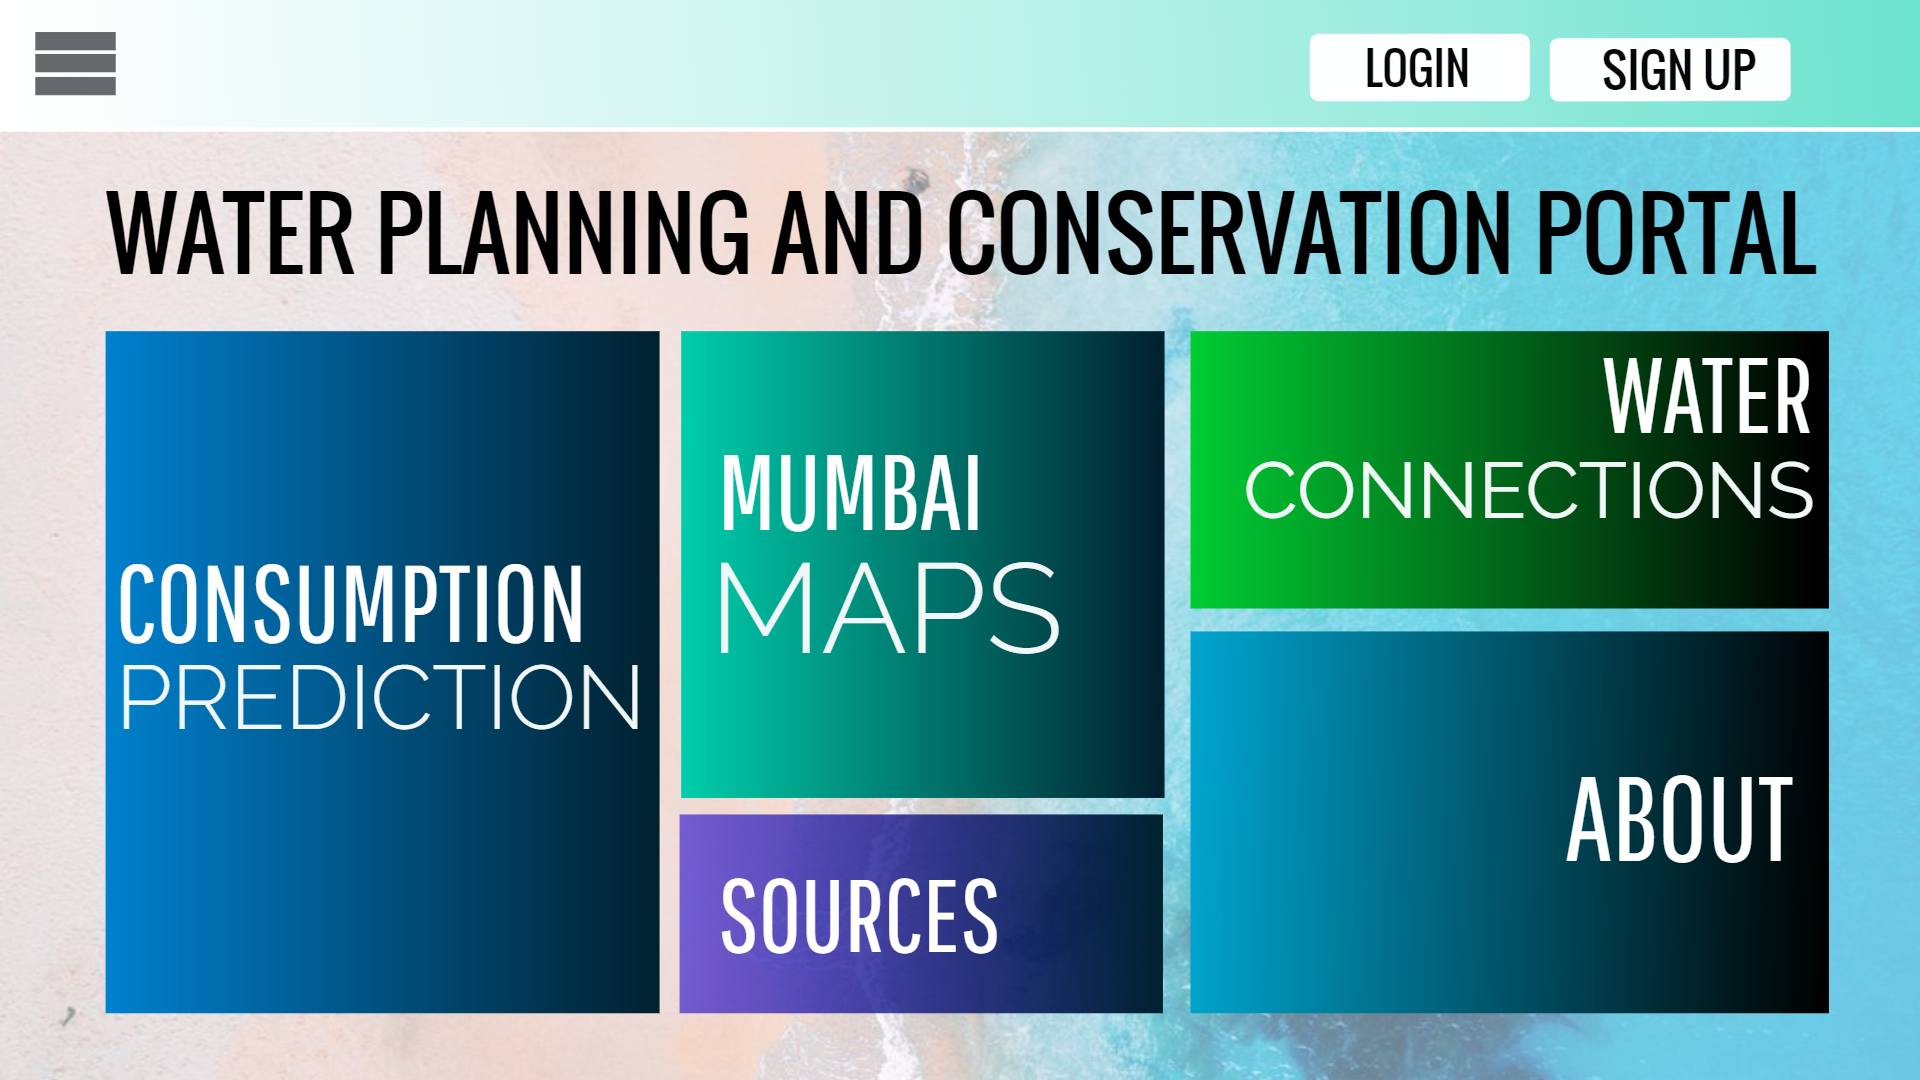 LOGIN
SIGN UP
WATER PLANNING AND CONSERVATION PORTAL
CONSUMPTION
PREDICTION
MUMBAI
MAPS
SOURCES
WATER
CONNECTIONS
ABOUT